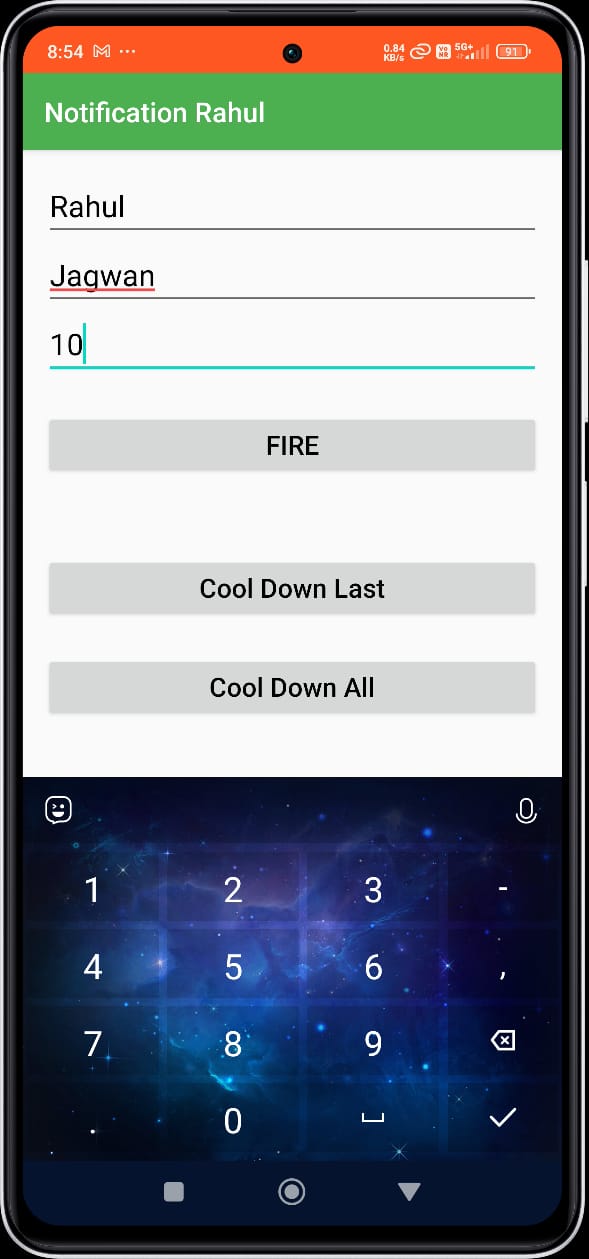 8:54 0.84 KB/s Vo NR 5G+ 91
Notification Rahul
Rahul
Jagwan
10
FIRE
Cool Down Last
Cool Down All
1 2 3 -
4 5 6 ,
7 8 9
. 0